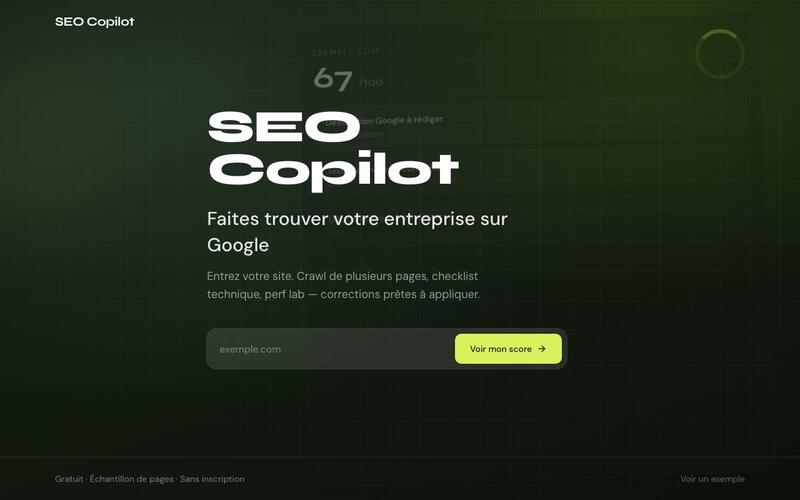 SEO Copilot
EXEMPLE.COM
67 /100
Google à rédiger
SEO
Copilot
Faites trouver votre entreprise sur
Google
Entrez votre site. Crawl de plusieurs pages, checklist
technique, perf lab — corrections prêtes à appliquer.
exemple.com
Voir mon score →
Gratuit · Échantillon de pages · Sans inscription
Voir un exemple